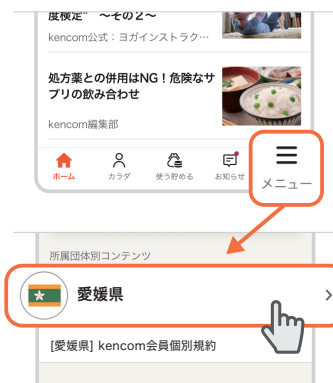 度検定” 〜その2〜
kencom公式：ヨガインストラク…
処方薬との併用はNG！危険なサ
プリの飲み合わせ
kencom編集部
ホーム
カラダ
使う貯める
お知らせ
メニュー
所属団体別コンテンツ
愛媛県
[愛媛県] kencom会員個別規約